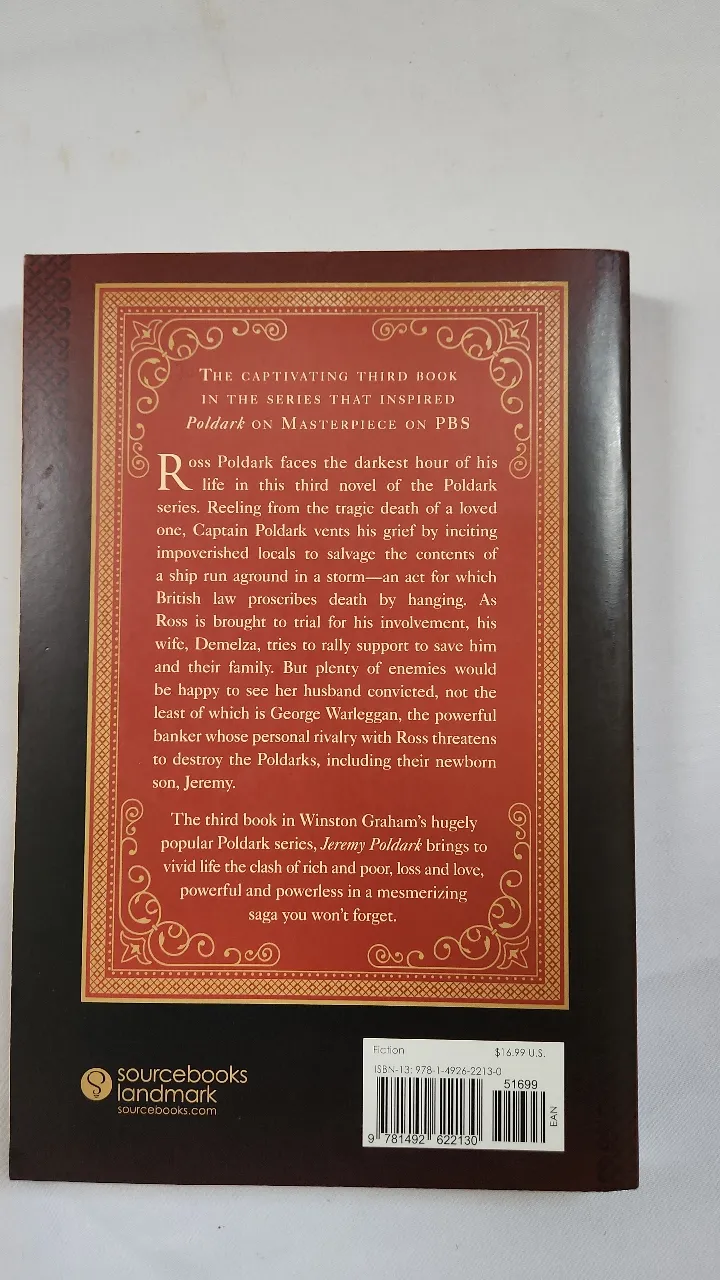 THE CAPTIVATING THIRD BOOK
IN THE SERIES THAT INSPIRED
Poldark ON MASTERPIECE ON PBS
Ross Poldark faces the darkest hour of his
life in this third novel of the Poldark
series. Reeling from the tragic death of a loved
one, Captain Poldark vents his grief by inciting
impoverished locals to salvage the contents of
a ship run aground in a storm—an act for which
British law proscribes death by hanging. As
Ross is brought to trial for his involvement, his
wife, Demelza, tries to rally support to save him
and their family. But plenty of enemies would
be happy to see her husband convicted, not the
least of which is George Warleggan, the powerful
banker whose personal rivalry with Ross threatens
to destroy the Poldarks, including their newborn
son, Jeremy.
The third book in Winston Graham's hugely
popular Poldark series, Jeremy Poldark brings to
vivid life the clash of rich and poor, loss and love,
powerful and powerless in a mesmerizing
saga you won't forget.
sourcebooks
landmark
sourcebooks.com
Fiction $16.99 U.S.
ISBN-13: 978-1-4926-2213-0
51699
EAN
9 781492 622130